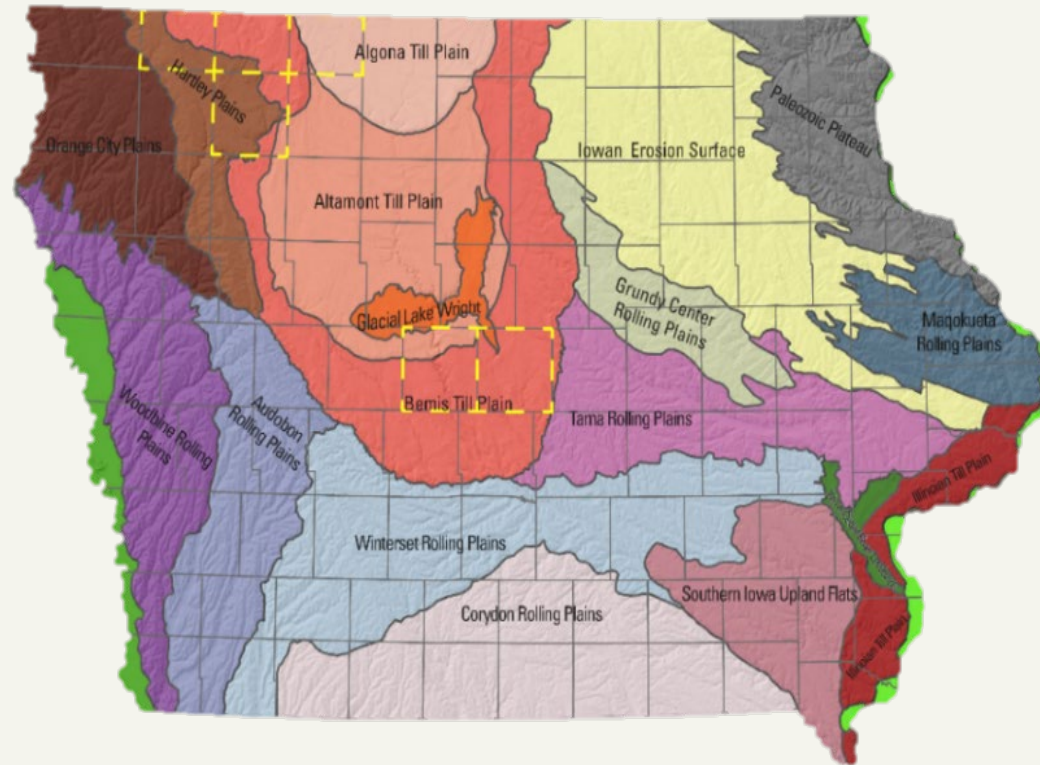 Algona Till Plain
Hartley Plains
Paleozoic Plateau
Orange City Plains
Iowan Erosion Surface
Altamont Till Plain
Glacial Lake Wright
Grundy Center
Rolling Plains
Maqokueta
Rolling Plains
Woodbine Rolling
Plains
Audobon
Rolling Plains
Bemis Till Plain
Tama Rolling Plains
Illinoian Till Plain
Winterset Rolling Plains
Southern Iowa Upland Flats
Corydon Rolling Plains
Illinoian Till Plain